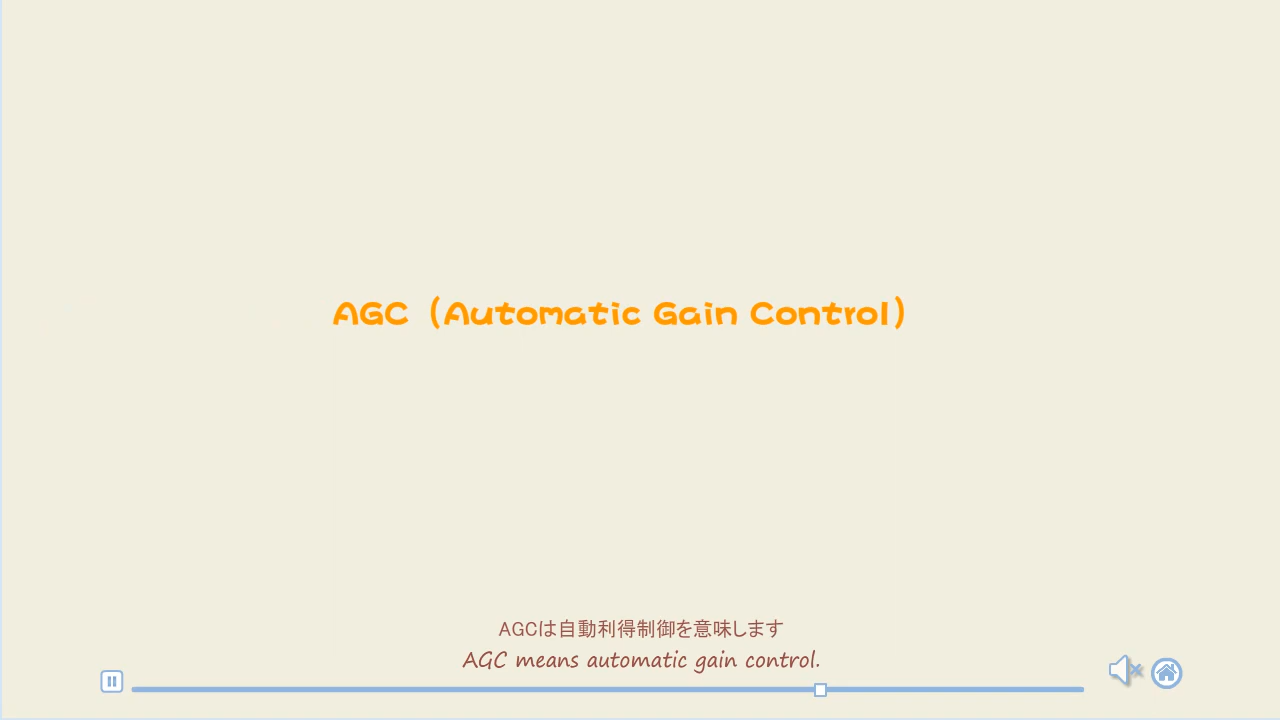 AGC（Automatic Gain Control）
AGCは自動利得制御を意味します
AGC means automatic gain control.